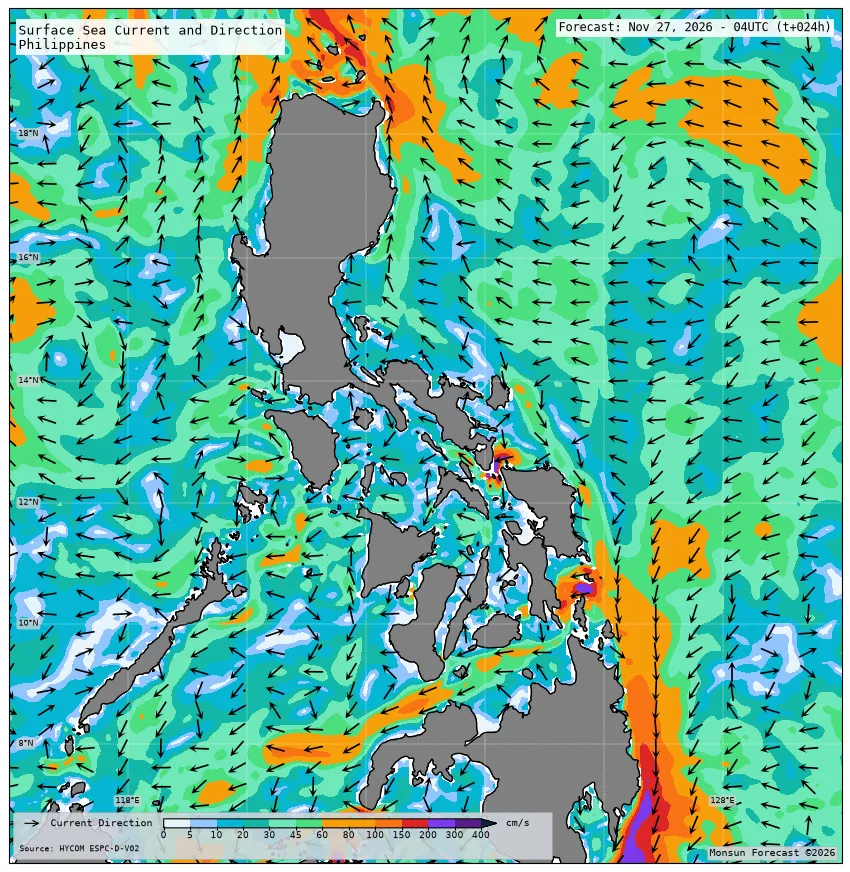 Surface Sea Current and Direction
Philippines
Forecast: Nov 27, 2026 - 04UTC (t+024h)
18°N
16°N
14°N
12°N
10°N
8°N
118°E
128°E
Current Direction
cm/s
0 5 10 20 30 45 60 80 100 150 200 300 400
Source: HYCOM ESPC-D-V02
Monsun Forecast ©2026